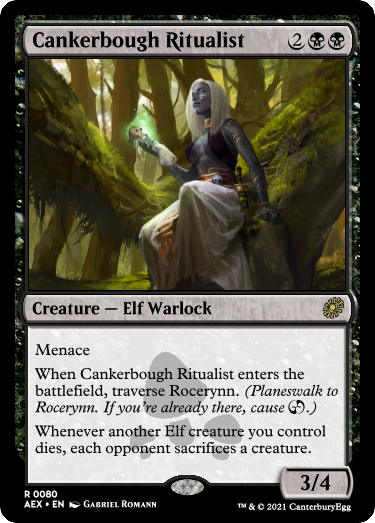 Cankerbough Ritualist 2
Creature — Elf Warlock
Menace
When Cankerbough Ritualist enters the
battlefield, traverse Rocerynn. (Planeswalk to
Rocerynn. If you're already there, cause .)
Whenever another Elf creature you control
dies, each opponent sacrifices a creature.
3/4
R 0080
AEX • EN Gabriel Romann
™ & © 2021 CanterburyEgg